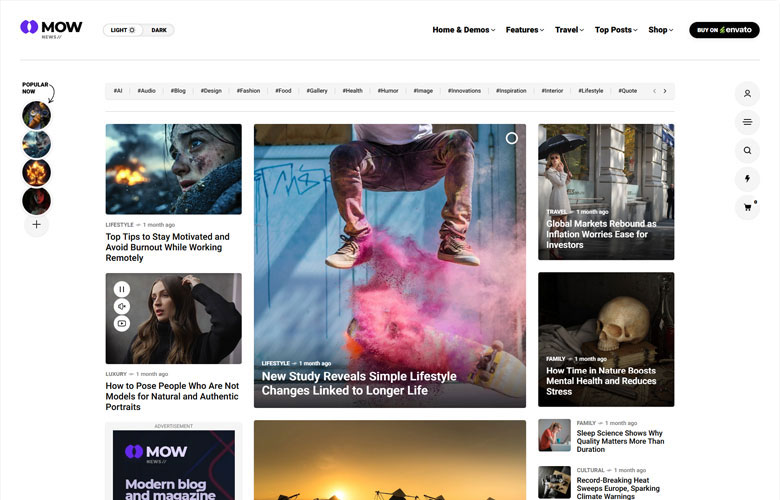 MOW
NEWS//
LIGHT DARK
Home & Demos Features Travel Top Posts Shop
BUY ON envato
POPULAR
NOW
#AI #Audio #Blog #Design #Fashion #Food #Gallery #Health #Humor #Image #Innovations #Inspiration #Interior #Lifestyle #Quote
LIFESTYLE 1 month ago
Top Tips to Stay Motivated and
Avoid Burnout While Working
Remotely
LUXURY 1 month ago
How to Pose People Who Are Not
Models for Natural and Authentic
Portraits
ADVERTISEMENT
MOW
NEWS//
Modern blog
and magazine
LIFESTYLE 1 month ago
New Study Reveals Simple Lifestyle
Changes Linked to Longer Life
TRAVEL 1 month ago
Global Markets Rebound as
Inflation Worries Ease for
Investors
FAMILY 1 month ago
How Time in Nature Boosts
Mental Health and Reduces
Stress
FAMILY 1 month ago
Sleep Science Shows Why
Quality Matters More Than
Duration
CULTURAL 1 month ago
Record-Breaking Heat
Sweeps Europe, Sparking
Climate Warnings